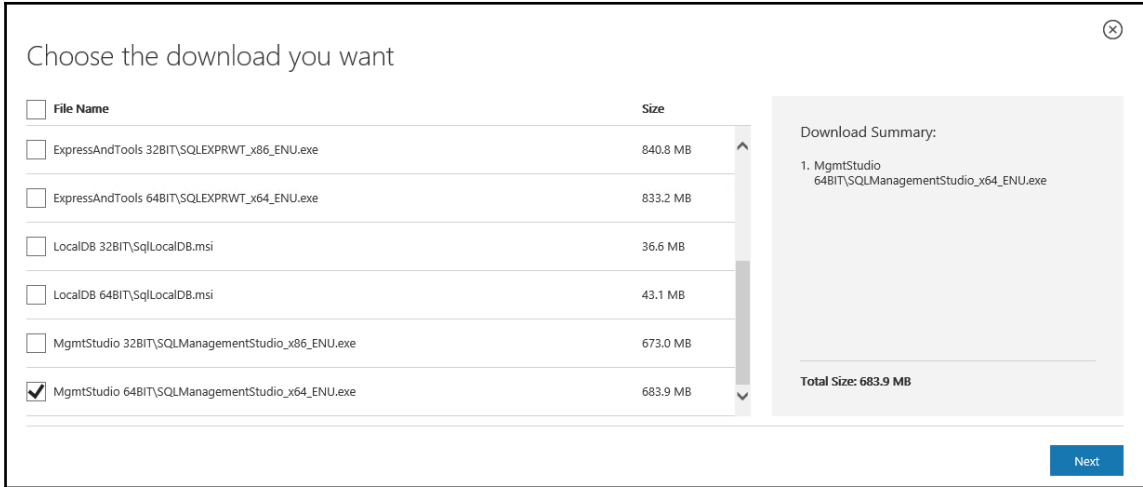 Choose the download you want
File Name Size
ExpressAndTools 32BIT\SQLEXPRWT_x86_ENU.exe 840.8 MB
ExpressAndTools 64BIT\SQLEXPRWT_x64_ENU.exe 833.2 MB
LocalDB 32BIT\SqlLocalDB.msi 36.6 MB
LocalDB 64BIT\SqlLocalDB.msi 43.1 MB
MgmtStudio 32BIT\SQLManagementStudio_x86_ENU.exe 673.0 MB
MgmtStudio 64BIT\SQLManagementStudio_x64_ENU.exe 683.9 MB
Download Summary:
1. MgmtStudio
64BIT\SQLManagementStudio_x64_ENU.exe
Total Size: 683.9 MB
Next